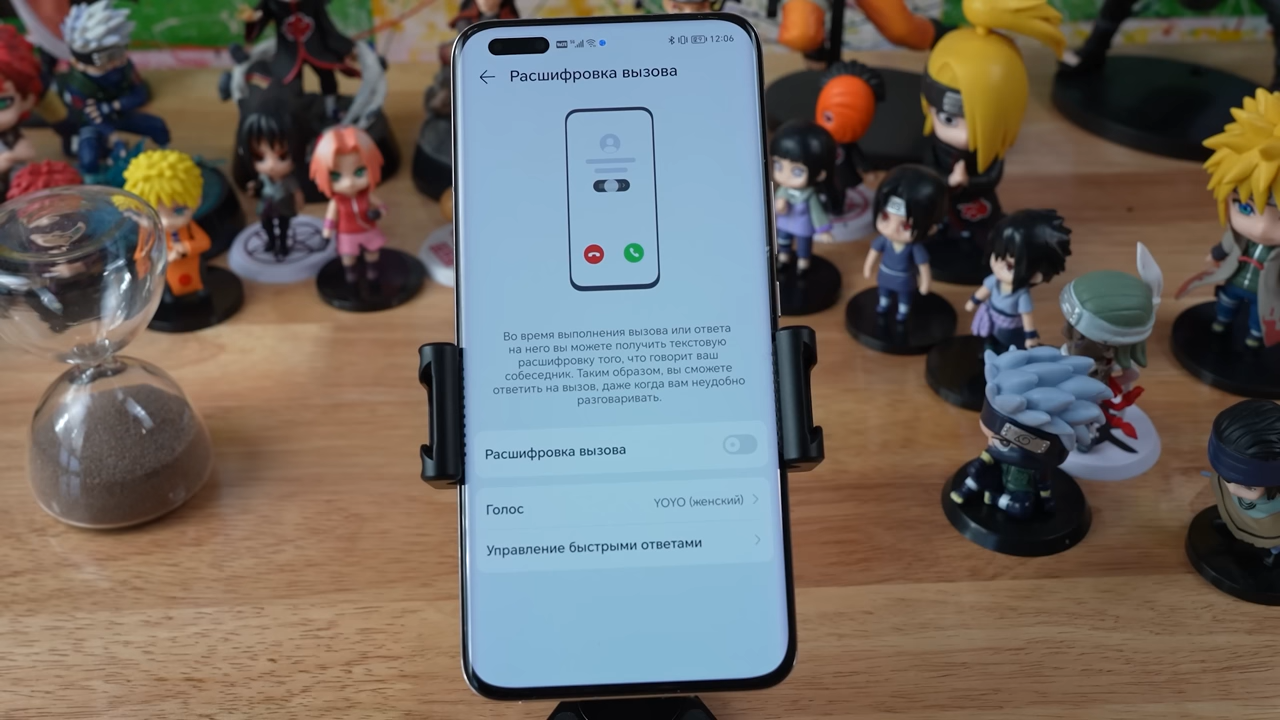 12:06
Расшифровка вызова
Во время выполнения вызова или ответа
на него вы можете получить текстовую
расшифровку того, что говорит ваш
собеседник. Таким образом, вы сможете
ответить на вызов, даже когда вам неудобно
разговаривать.
Расшифровка вызова
Голос YOYO (женский)
Управление быстрыми ответами